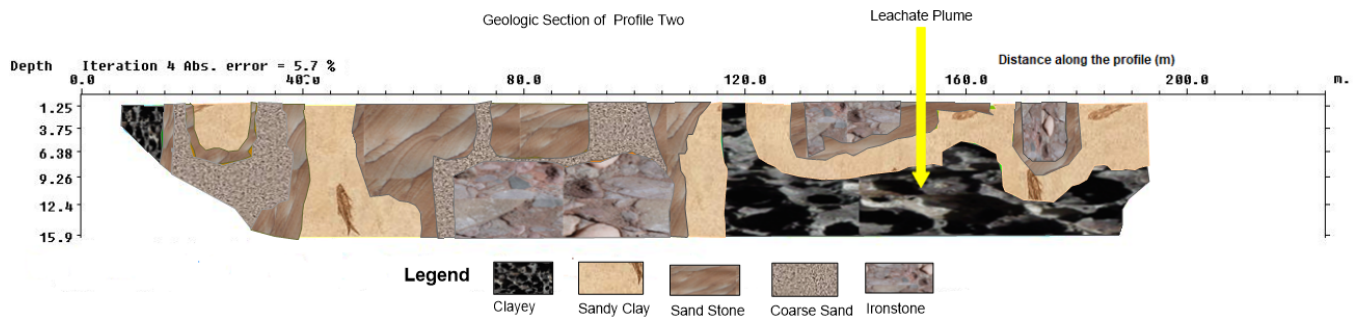 Geologic Section of Profile Two
Leachate Plume
Depth Iteration 4 Abs. error = 5.7 %
Distance along the profile (m)
0.0 40.0 80.0 120.0 160.0 200.0 m.
1.25
3.75
6.38
9.26
12.4
15.9
Legend
Clayey Sandy Clay Sand Stone Coarse Sand Ironstone